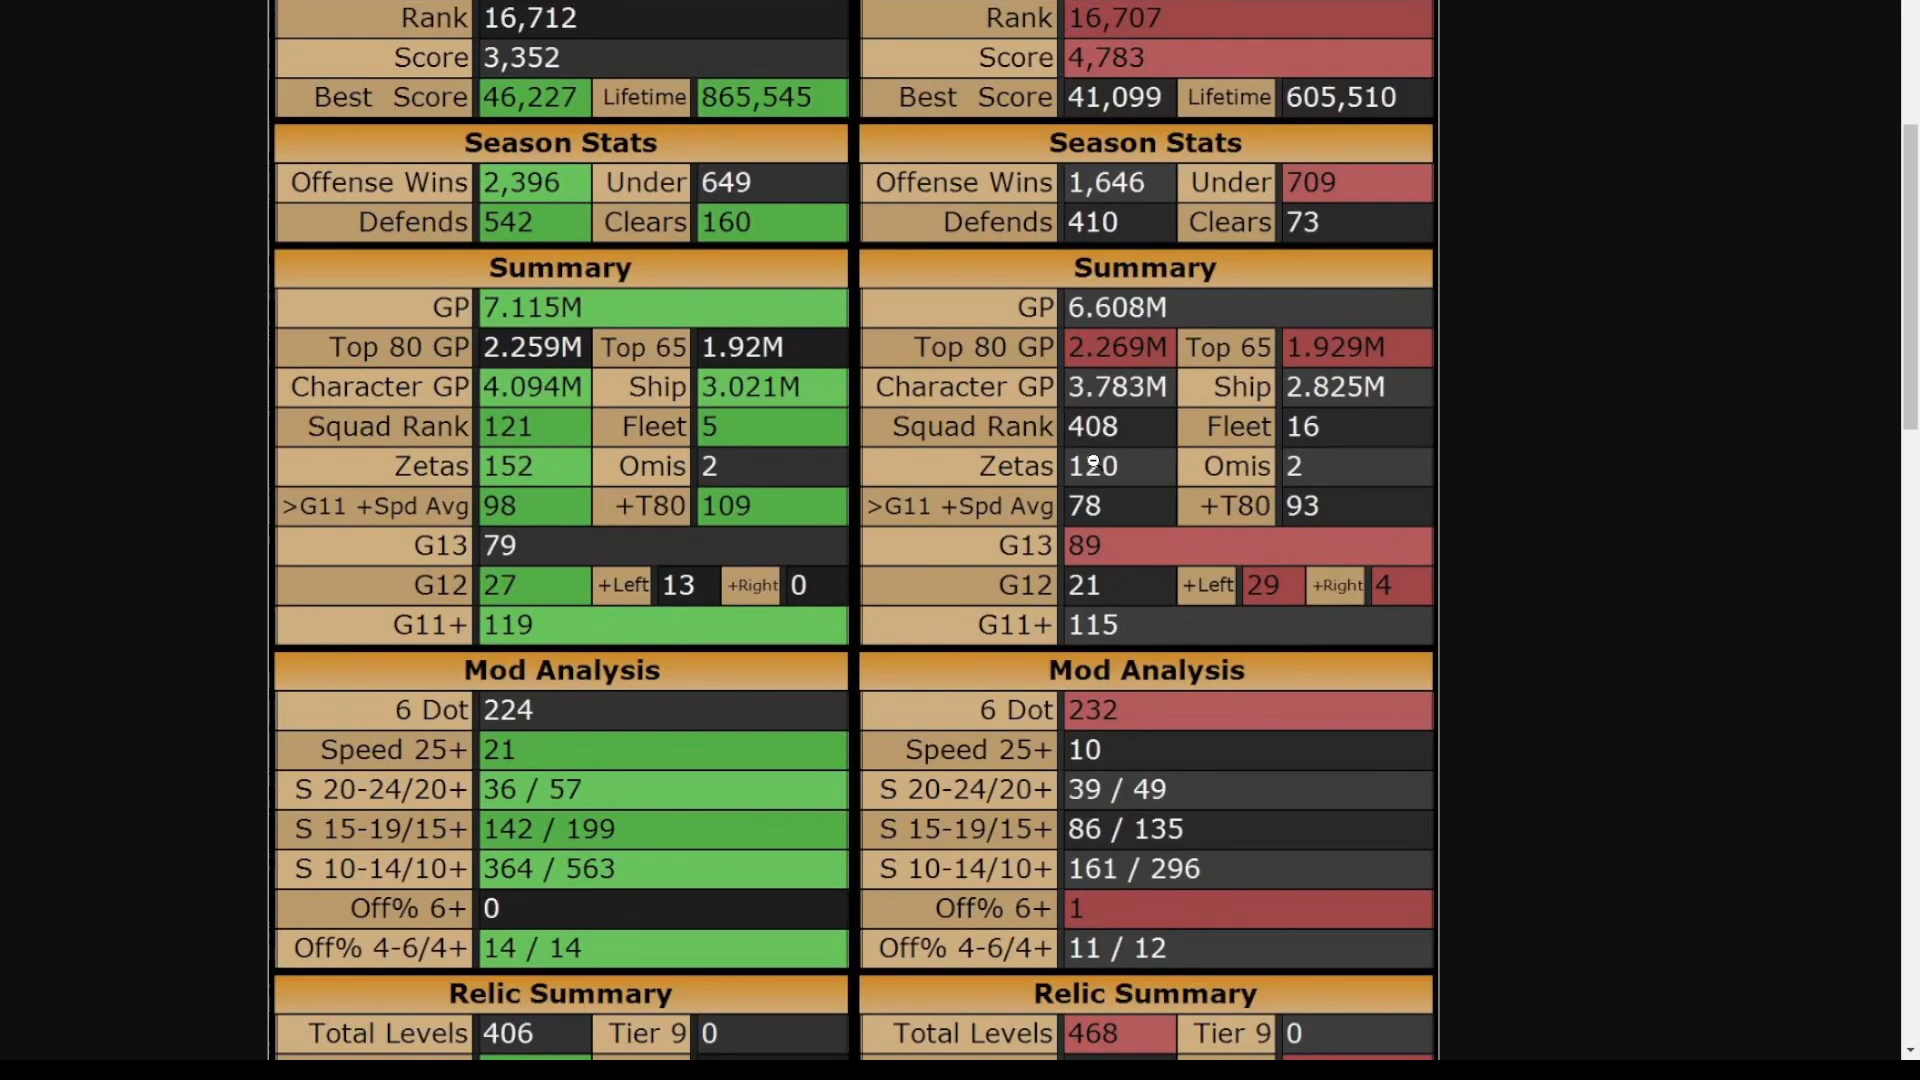 Rank 16,712
Score 3,352
Best Score 46,227 Lifetime 865,545
Season Stats
Offense Wins 2,396 Under 649
Defends 542 Clears 160
Summary
GP 7.115M
Top 80 GP 2.259M Top 65 1.92M
Character GP 4.094M Ship 3.021M
Squad Rank 121 Fleet 5
Zetas 152 Omis 2
>G11 +Spd Avg 98 +T80 109
G13 79
G12 27 +Left 13 +Right 0
G11+ 119
Mod Analysis
6 Dot 224
Speed 25+ 21
S 20-24/20+ 36 / 57
S 15-19/15+ 142 / 199
S 10-14/10+ 364 / 563
Off% 6+ 0
Off% 4-6/4+ 14 / 14
Relic Summary
Total Levels 406 Tier 9 0
Rank 16,707
Score 4,783
Best Score 41,099 Lifetime 605,510
Season Stats
Offense Wins 1,646 Under 709
Defends 410 Clears 73
Summary
GP 6.608M
Top 80 GP 2.269M Top 65 1.929M
Character GP 3.783M Ship 2.825M
Squad Rank 408 Fleet 16
Zetas 120 Omis 2
>G11 +Spd Avg 78 +T80 93
G13 89
G12 21 +Left 29 +Right 4
G11+ 115
Mod Analysis
6 Dot 232
Speed 25+ 10
S 20-24/20+ 39 / 49
S 15-19/15+ 86 / 135
S 10-14/10+ 161 / 296
Off% 6+ 1
Off% 4-6/4+ 11 / 12
Relic Summary
Total Levels 468 Tier 9 0